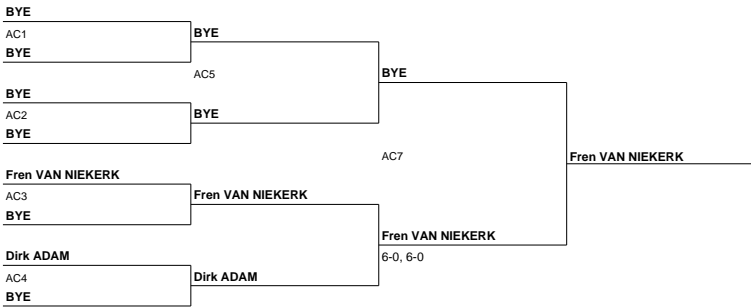 BYE
AC1
BYE
BYE
AC5
BYE
BYE
AC2
BYE
BYE
AC7
Fren VAN NIEKERK
Fren VAN NIEKERK
AC3
Fren VAN NIEKERK
BYE
Fren VAN NIEKERK
6-0, 6-0
Dirk ADAM
AC4
Dirk ADAM
BYE